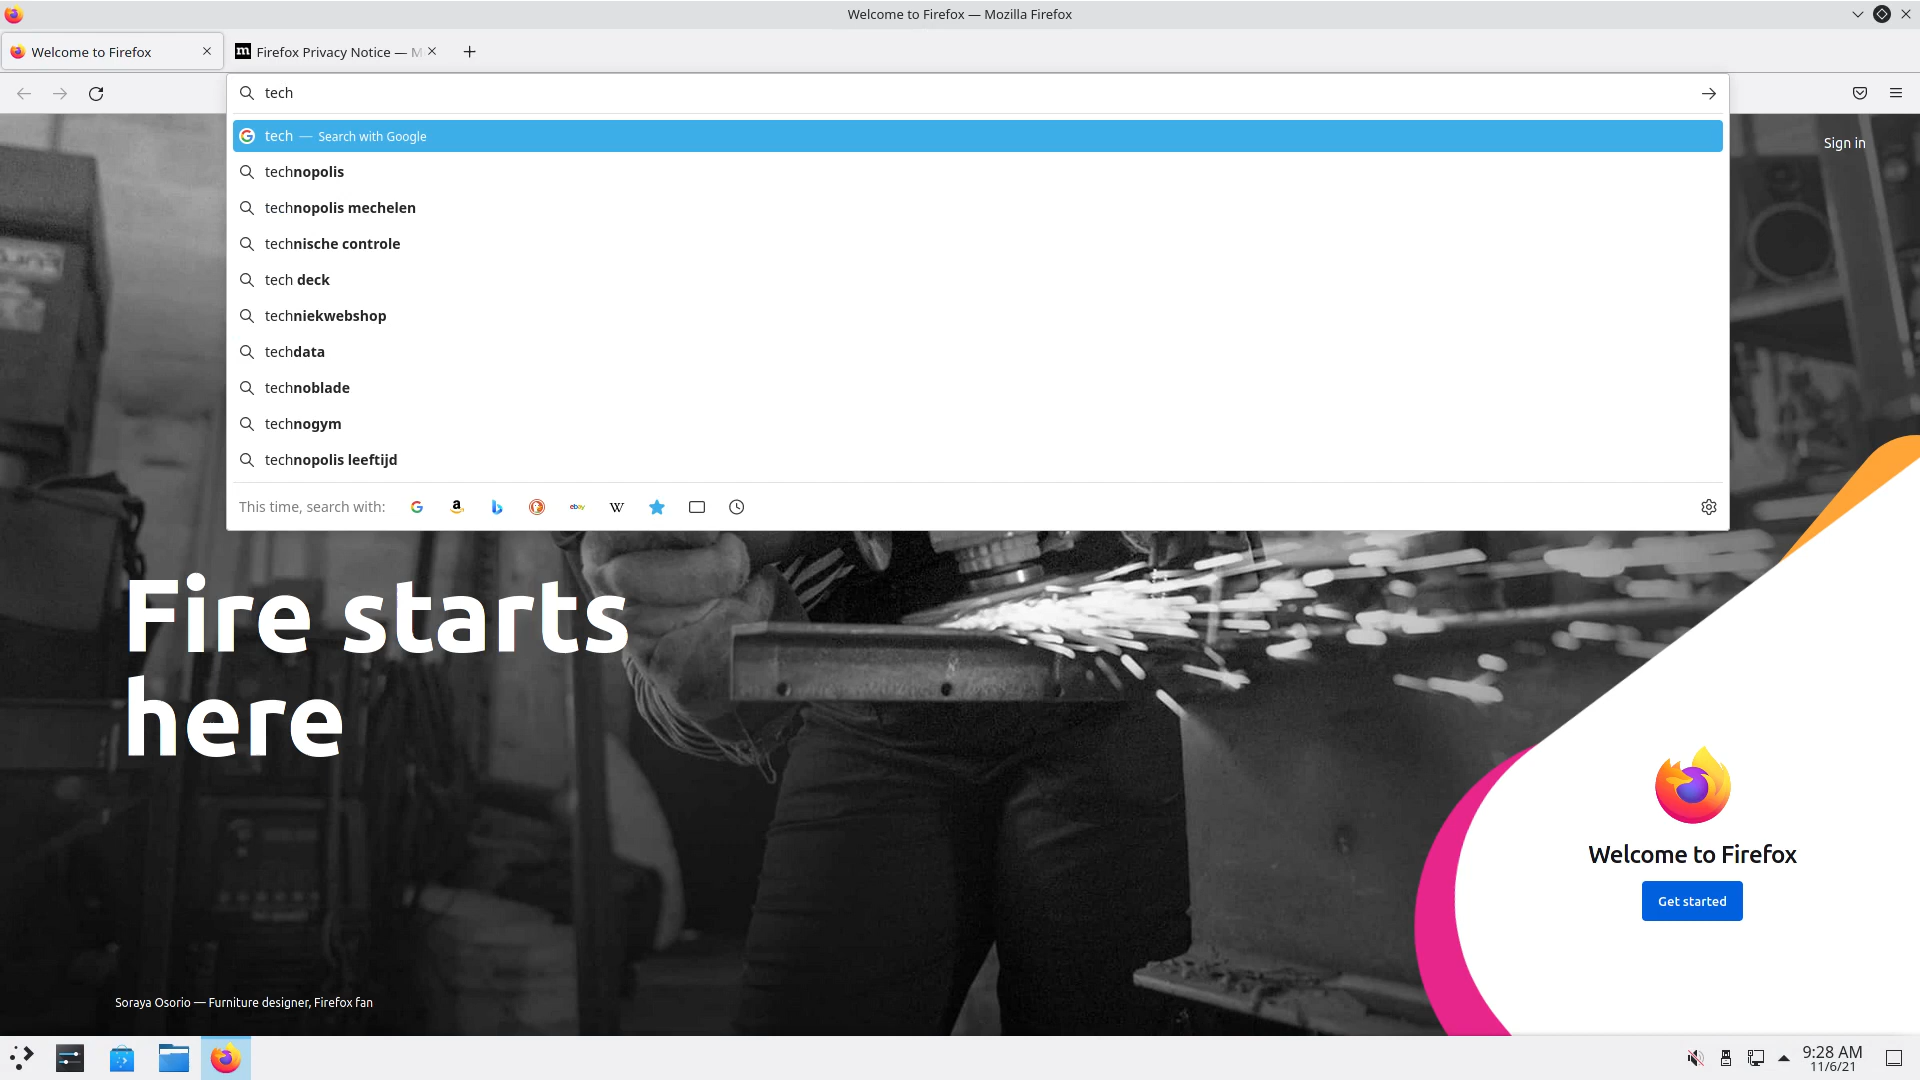 Welcome to Firefox — Mozilla Firefox
Welcome to Firefox
Firefox Privacy Notice — M
tech
tech — Search with Google
technopolis
technopolis mechelen
technische controle
tech deck
techniekwebshop
techdata
technoblade
technogym
technopolis leeftijd
This time, search with:
Sign in
Fire starts
here
Welcome to Firefox
Get started
Soraya Osorio — Furniture designer, Firefox fan
9:28 AM
11/6/21